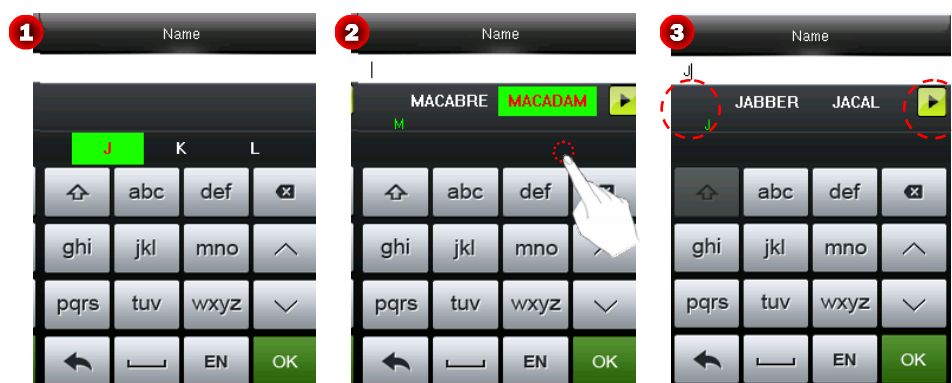 1
Name
J K L
abc def
ghi jkl mno
pqrs tuv wxyz
EN OK
2
Name
MACABRE MACADAM
M
abc def
ghi jkl mno
pqrs tuv wxyz
EN OK
3
Name
J
JABBER JACAL
J
abc def
ghi jkl mno
pqrs tuv wxyz
EN OK